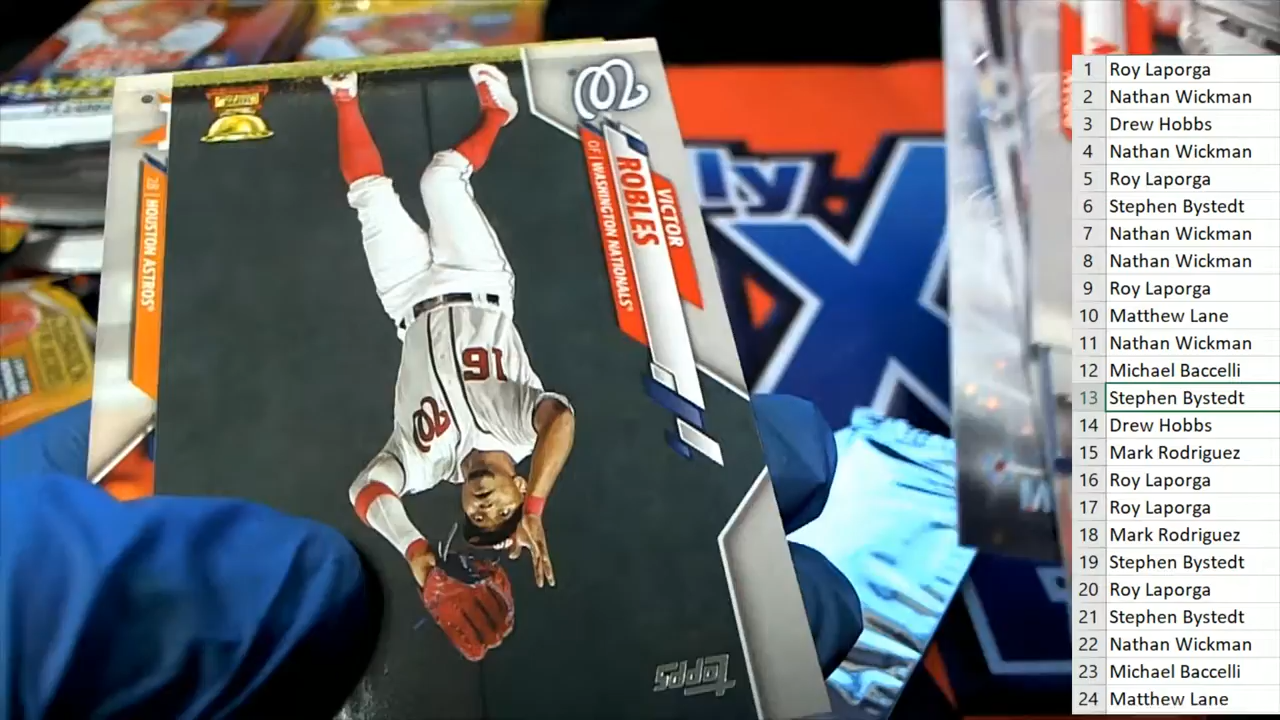 VICTOR
ROBLES
OF | WASHINGTON NATIONALS®
16
topps
2B | HOUSTON ASTROS®
ly
1 Roy Laporga
2 Nathan Wickman
3 Drew Hobbs
4 Nathan Wickman
5 Roy Laporga
6 Stephen Bystedt
7 Nathan Wickman
8 Nathan Wickman
9 Roy Laporga
10 Matthew Lane
11 Nathan Wickman
12 Michael Baccelli
13 Stephen Bystedt
14 Drew Hobbs
15 Mark Rodriguez
16 Roy Laporga
17 Roy Laporga
18 Mark Rodriguez
19 Stephen Bystedt
20 Roy Laporga
21 Stephen Bystedt
22 Nathan Wickman
23 Michael Baccelli
24 Matthew Lane